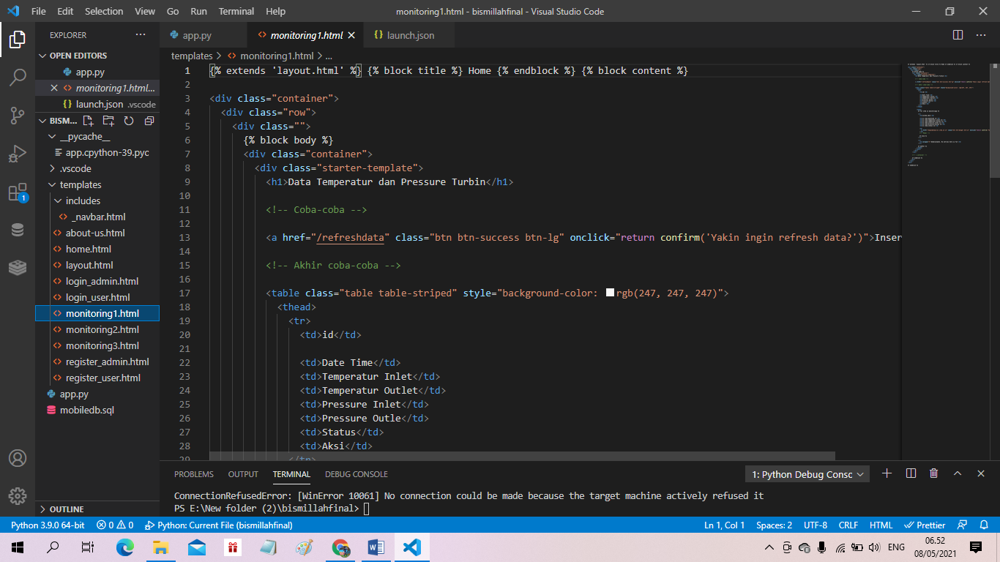 File Edit Selection View Go Run Terminal Help monitoring1.html - bismillahfinal - Visual Studio Code
EXPLORER
OPEN EDITORS
app.py
monitoring1.html...
launch.json .vscode
BISM...
__pycache__
app.cpython-39.pyc
.vscode
templates
includes
_navbar.html
about-us.html
home.html
layout.html
login_admin.html
login_user.html
monitoring1.html
monitoring2.html
monitoring3.html
register_admin.html
register_user.html
app.py
mobiledb.sql
OUTLINE
1
app.py monitoring1.html {} launch.json
templates > monitoring1.html > ...
1 {% extends 'layout.html' %} {% block title %} Home {% endblock %} {% block content %}
2
3 <div class="container">
4 <div class="row">
5 <div class="">
6 {% block body %}
7 <div class="container">
8 <div class="starter-template">
9 <h1>Data Temperatur dan Pressure Turbin</h1>
10
11 <!-- Coba-coba -->
12
13 <a href="/refreshdata" class="btn btn-success btn-lg" onclick="return confirm('Yakin ingin refresh data?')">Inser
14
15 <!-- Akhir coba-coba -->
16
17 <table class="table table-striped" style="background-color: rgb(247, 247, 247)">
18 <thead>
19 <tr>
20 <td>id</td>
21
22 <td>Date Time</td>
23 <td>Temperatur Inlet</td>
24 <td>Temperatur Outlet</td>
25 <td>Pressure Inlet</td>
26 <td>Pressure Outle</td>
27 <td>Status</td>
28 <td>Aksi</td>
29 </tr>
PROBLEMS OUTPUT TERMINAL DEBUG CONSOLE 1: Python Debug Consc
ConnectionRefusedError: [WinError 10061] No connection could be made because the target machine actively refused it
PS E:\New folder (2)\bismillahfinal>
Python 3.9.0 64-bit 0 0 Python: Current File (bismillahfinal) Ln 1, Col 1 Spaces: 2 UTF-8 CRLF HTML Prettier
ENG
06.52
08/05/2021